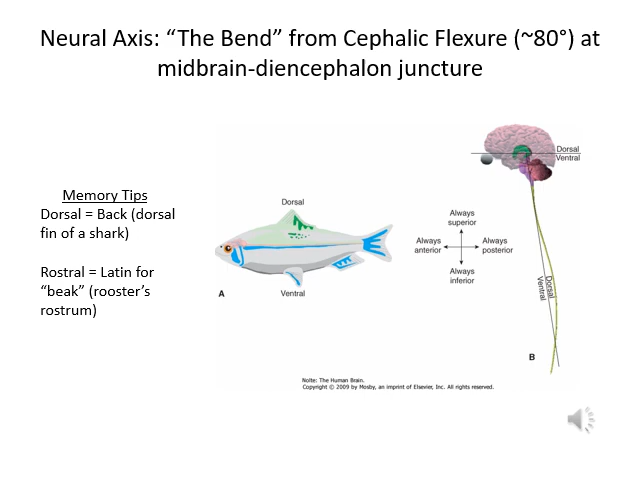 Neural Axis: “The Bend” from Cephalic Flexure (~80°) at
midbrain-diencephalon juncture
Memory Tips
Dorsal = Back (dorsal
fin of a shark)
Rostral = Latin for
“beak” (rooster’s
rostrum)
Dorsal
Ventral
A
Always
superior
Always
anterior
Always
posterior
Always
inferior
Dorsal
Ventral
Dorsal
Ventral
B
Nolte: The Human Brain.
Copyright © 2009 by Mosby, an imprint of Elsevier, Inc. All rights reserved.